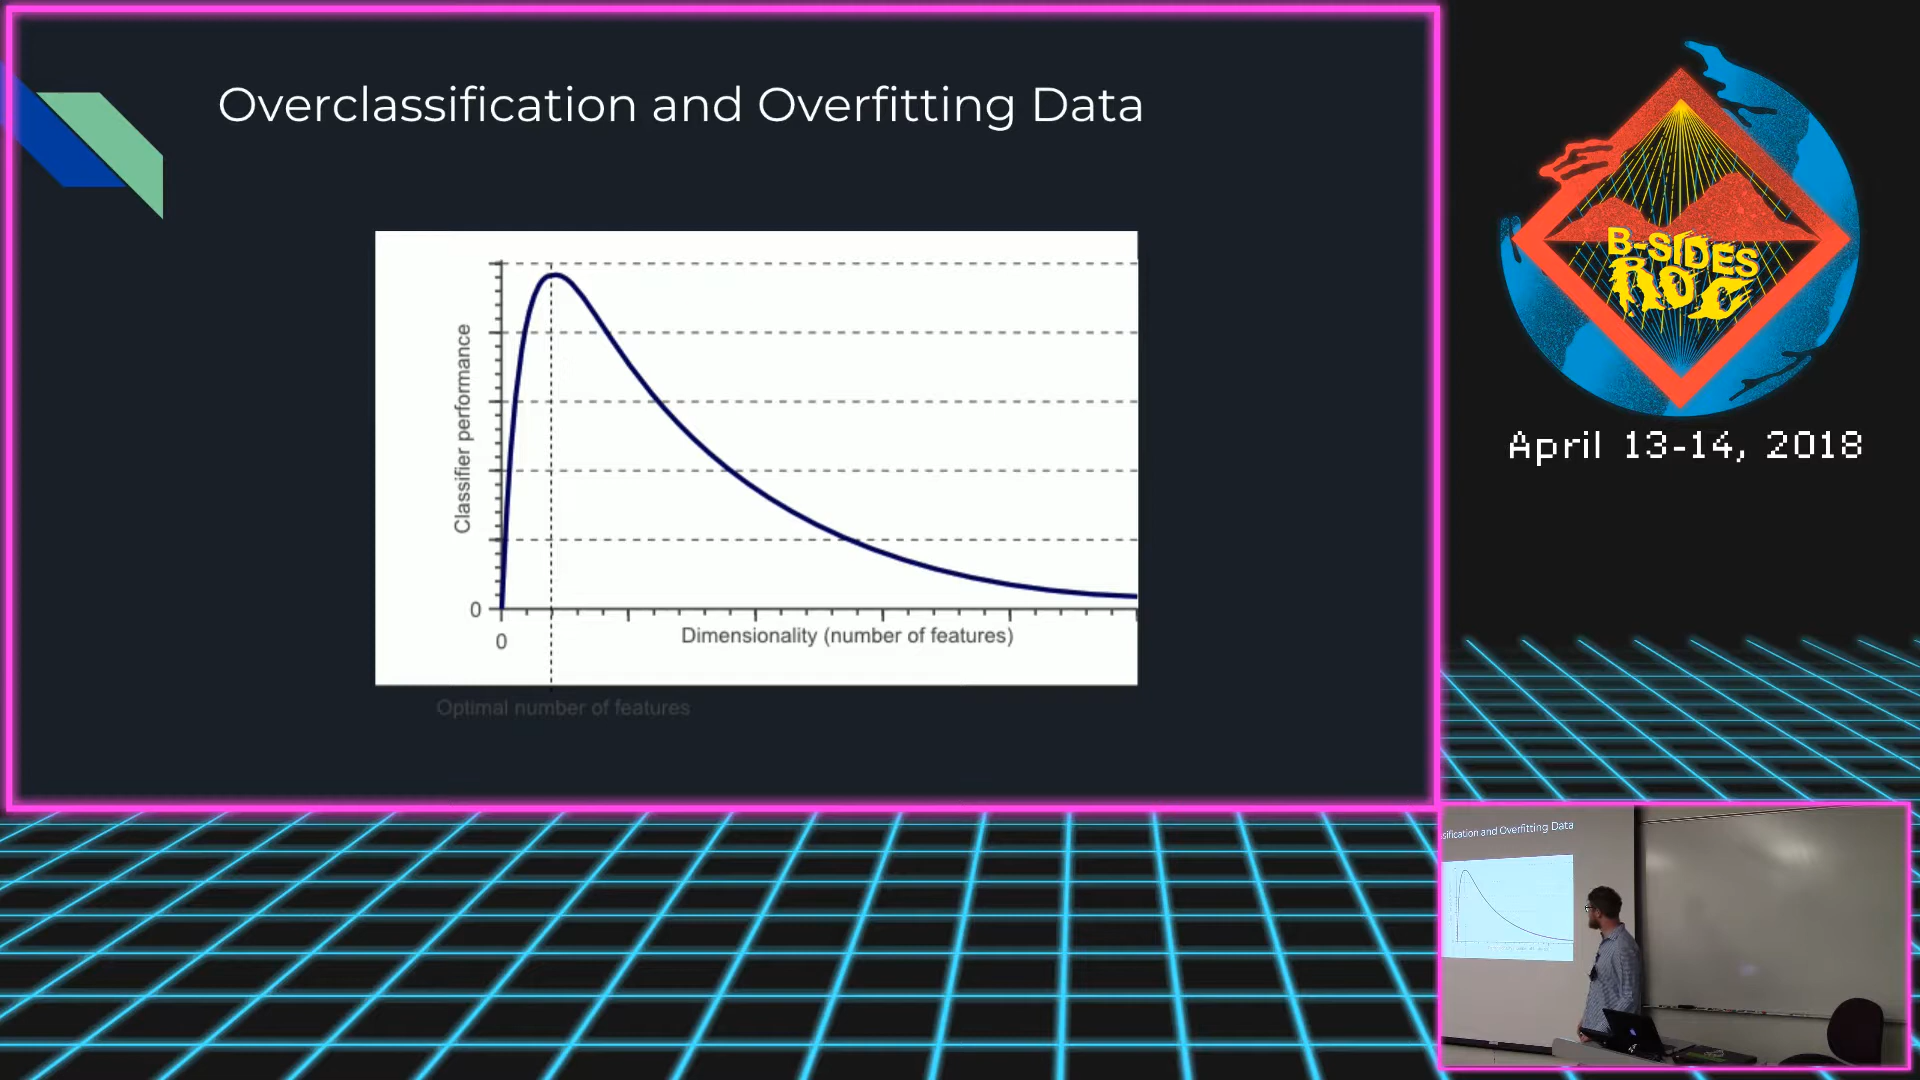 Overclassification and Overfitting Data
Classifier performance
0
0
Dimensionality (number of features)
Optimal number of features
B-SIDES
ROC
April 13-14, 2018
sification and Overfitting Data